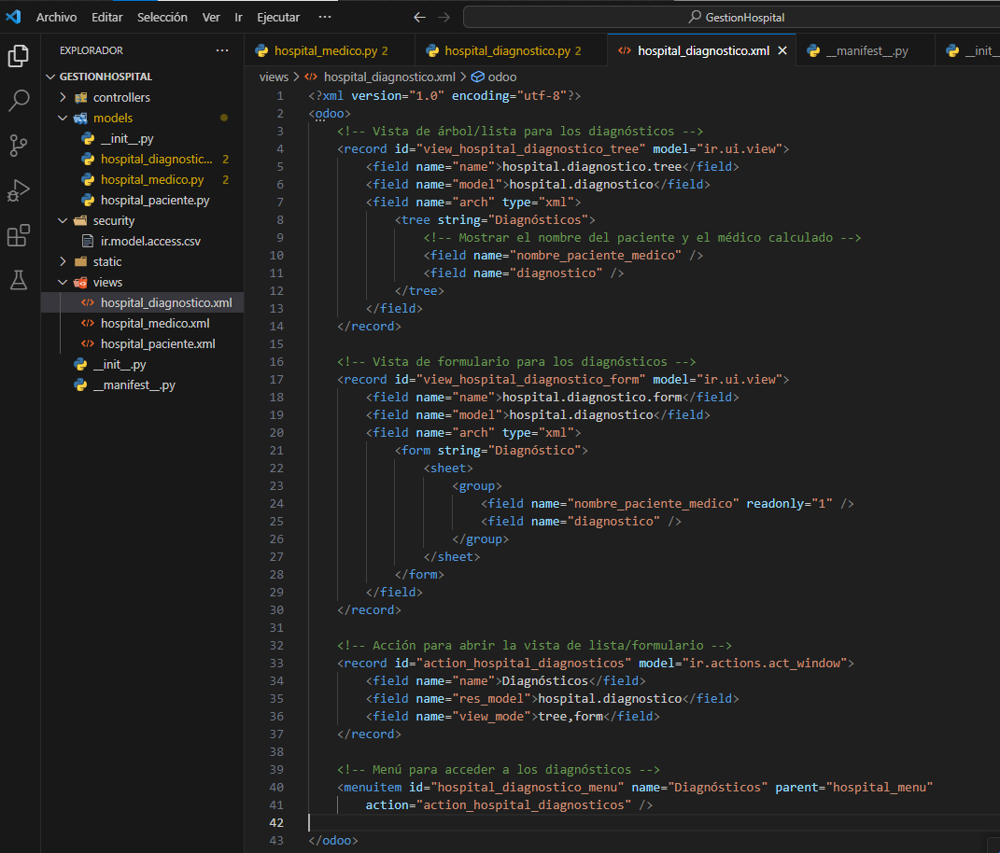 Archivo Editar Selección Ver Ir Ejecutar ··· GestionHospital
EXPLORADOR ···
GESTIONHOSPITAL
controllers
models
__init__.py
hospital_diagnostic... 2
hospital_medico.py 2
hospital_paciente.py
security
ir.model.access.csv
static
views
hospital_diagnostico.xml
hospital_medico.xml
hospital_paciente.xml
__init__.py
__manifest__.py
hospital_medico.py 2 hospital_diagnostico.py 2 hospital_diagnostico.xml __manifest__.py __init_
views > hospital_diagnostico.xml > odoo
1 <?xml version="1.0" encoding="utf-8"?>
2 <odoo>
3 <!-- Vista de árbol/lista para los diagnósticos -->
4 <record id="view_hospital_diagnostico_tree" model="ir.ui.view">
5 <field name="name">hospital.diagnostico.tree</field>
6 <field name="model">hospital.diagnostico</field>
7 <field name="arch" type="xml">
8 <tree string="Diagnósticos">
9 <!-- Mostrar el nombre del paciente y el médico calculado -->
10 <field name="nombre_paciente_medico" />
11 <field name="diagnostico" />
12 </tree>
13 </field>
14 </record>
15
16 <!-- Vista de formulario para los diagnósticos -->
17 <record id="view_hospital_diagnostico_form" model="ir.ui.view">
18 <field name="name">hospital.diagnostico.form</field>
19 <field name="model">hospital.diagnostico</field>
20 <field name="arch" type="xml">
21 <form string="Diagnóstico">
22 <sheet>
23 <group>
24 <field name="nombre_paciente_medico" readonly="1" />
25 <field name="diagnostico" />
26 </group>
27 </sheet>
28 </form>
29 </field>
30 </record>
31
32 <!-- Acción para abrir la vista de lista/formulario -->
33 <record id="action_hospital_diagnosticos" model="ir.actions.act_window">
34 <field name="name">Diagnósticos</field>
35 <field name="res_model">hospital.diagnostico</field>
36 <field name="view_mode">tree,form</field>
37 </record>
38
39 <!-- Menú para acceder a los diagnósticos -->
40 <menuitem id="hospital_diagnostico_menu" name="Diagnósticos" parent="hospital_menu"
41 action="action_hospital_diagnosticos" />
42
43 </odoo>